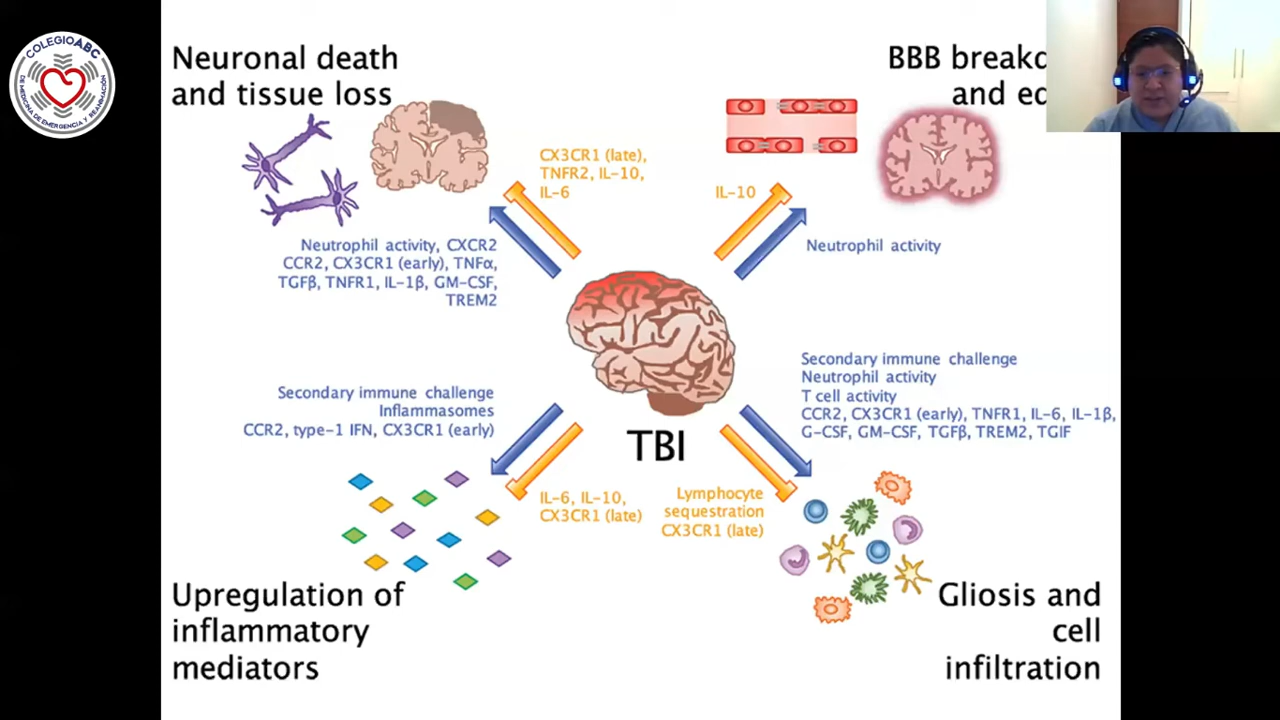 COLEGIO ABC
DE MEDICINA DE EMERGENCIA Y REANIMACIÓN
Neuronal death
and tissue loss
BBB
and
CX3CR1 (late),
TNFR2, IL-10,
IL-6
IL-10
Neutrophil activity, CXCR2
CCR2, CX3CR1 (early), TNFα,
TGFβ, TNFR1, IL-1β, GM-CSF,
TREM2
Neutrophil activity
Secondary immune challenge
Inflammasomes
CCR2, type-1 IFN, CX3CR1 (early)
TBI
Secondary immune challenge
Neutrophil activity
T cell activity
CCR2, CX3CR1 (early), TNFR1, IL-6, IL-1β,
G-CSF, GM-CSF, TGFβ, TREM2, TGIF
IL-6, IL-10,
CX3CR1 (late)
Lymphocyte
sequestration
CX3CR1 (late)
Upregulation of
inflammatory
mediators
Gliosis and
cell
infiltration